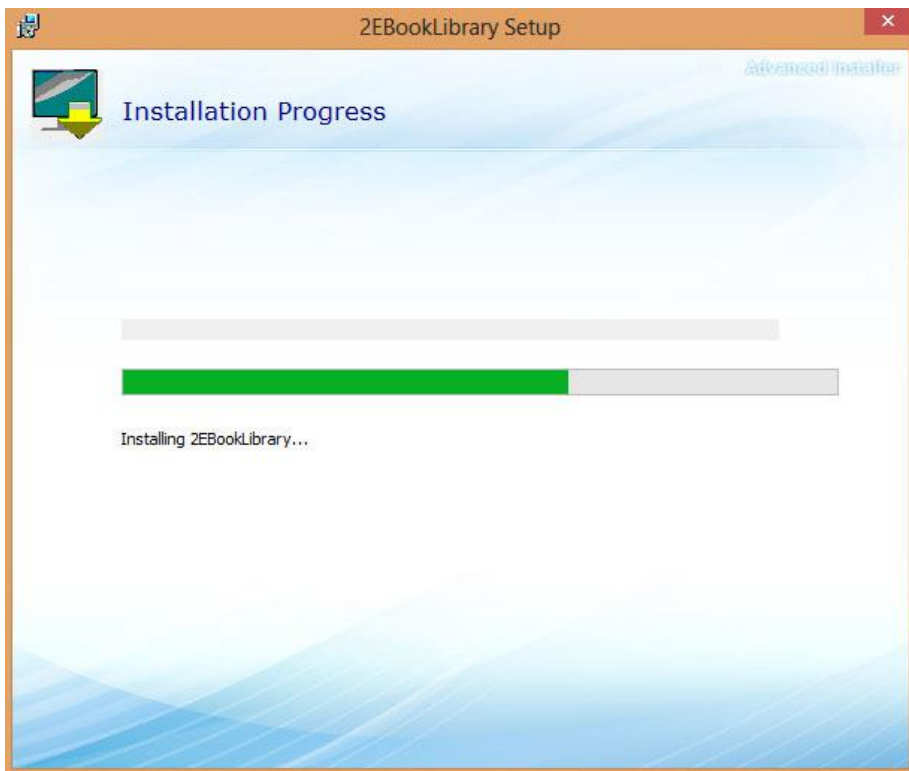 2EBookLibrary Setup
Advanced Installer
Installation Progress
Installing 2EBookLibrary...